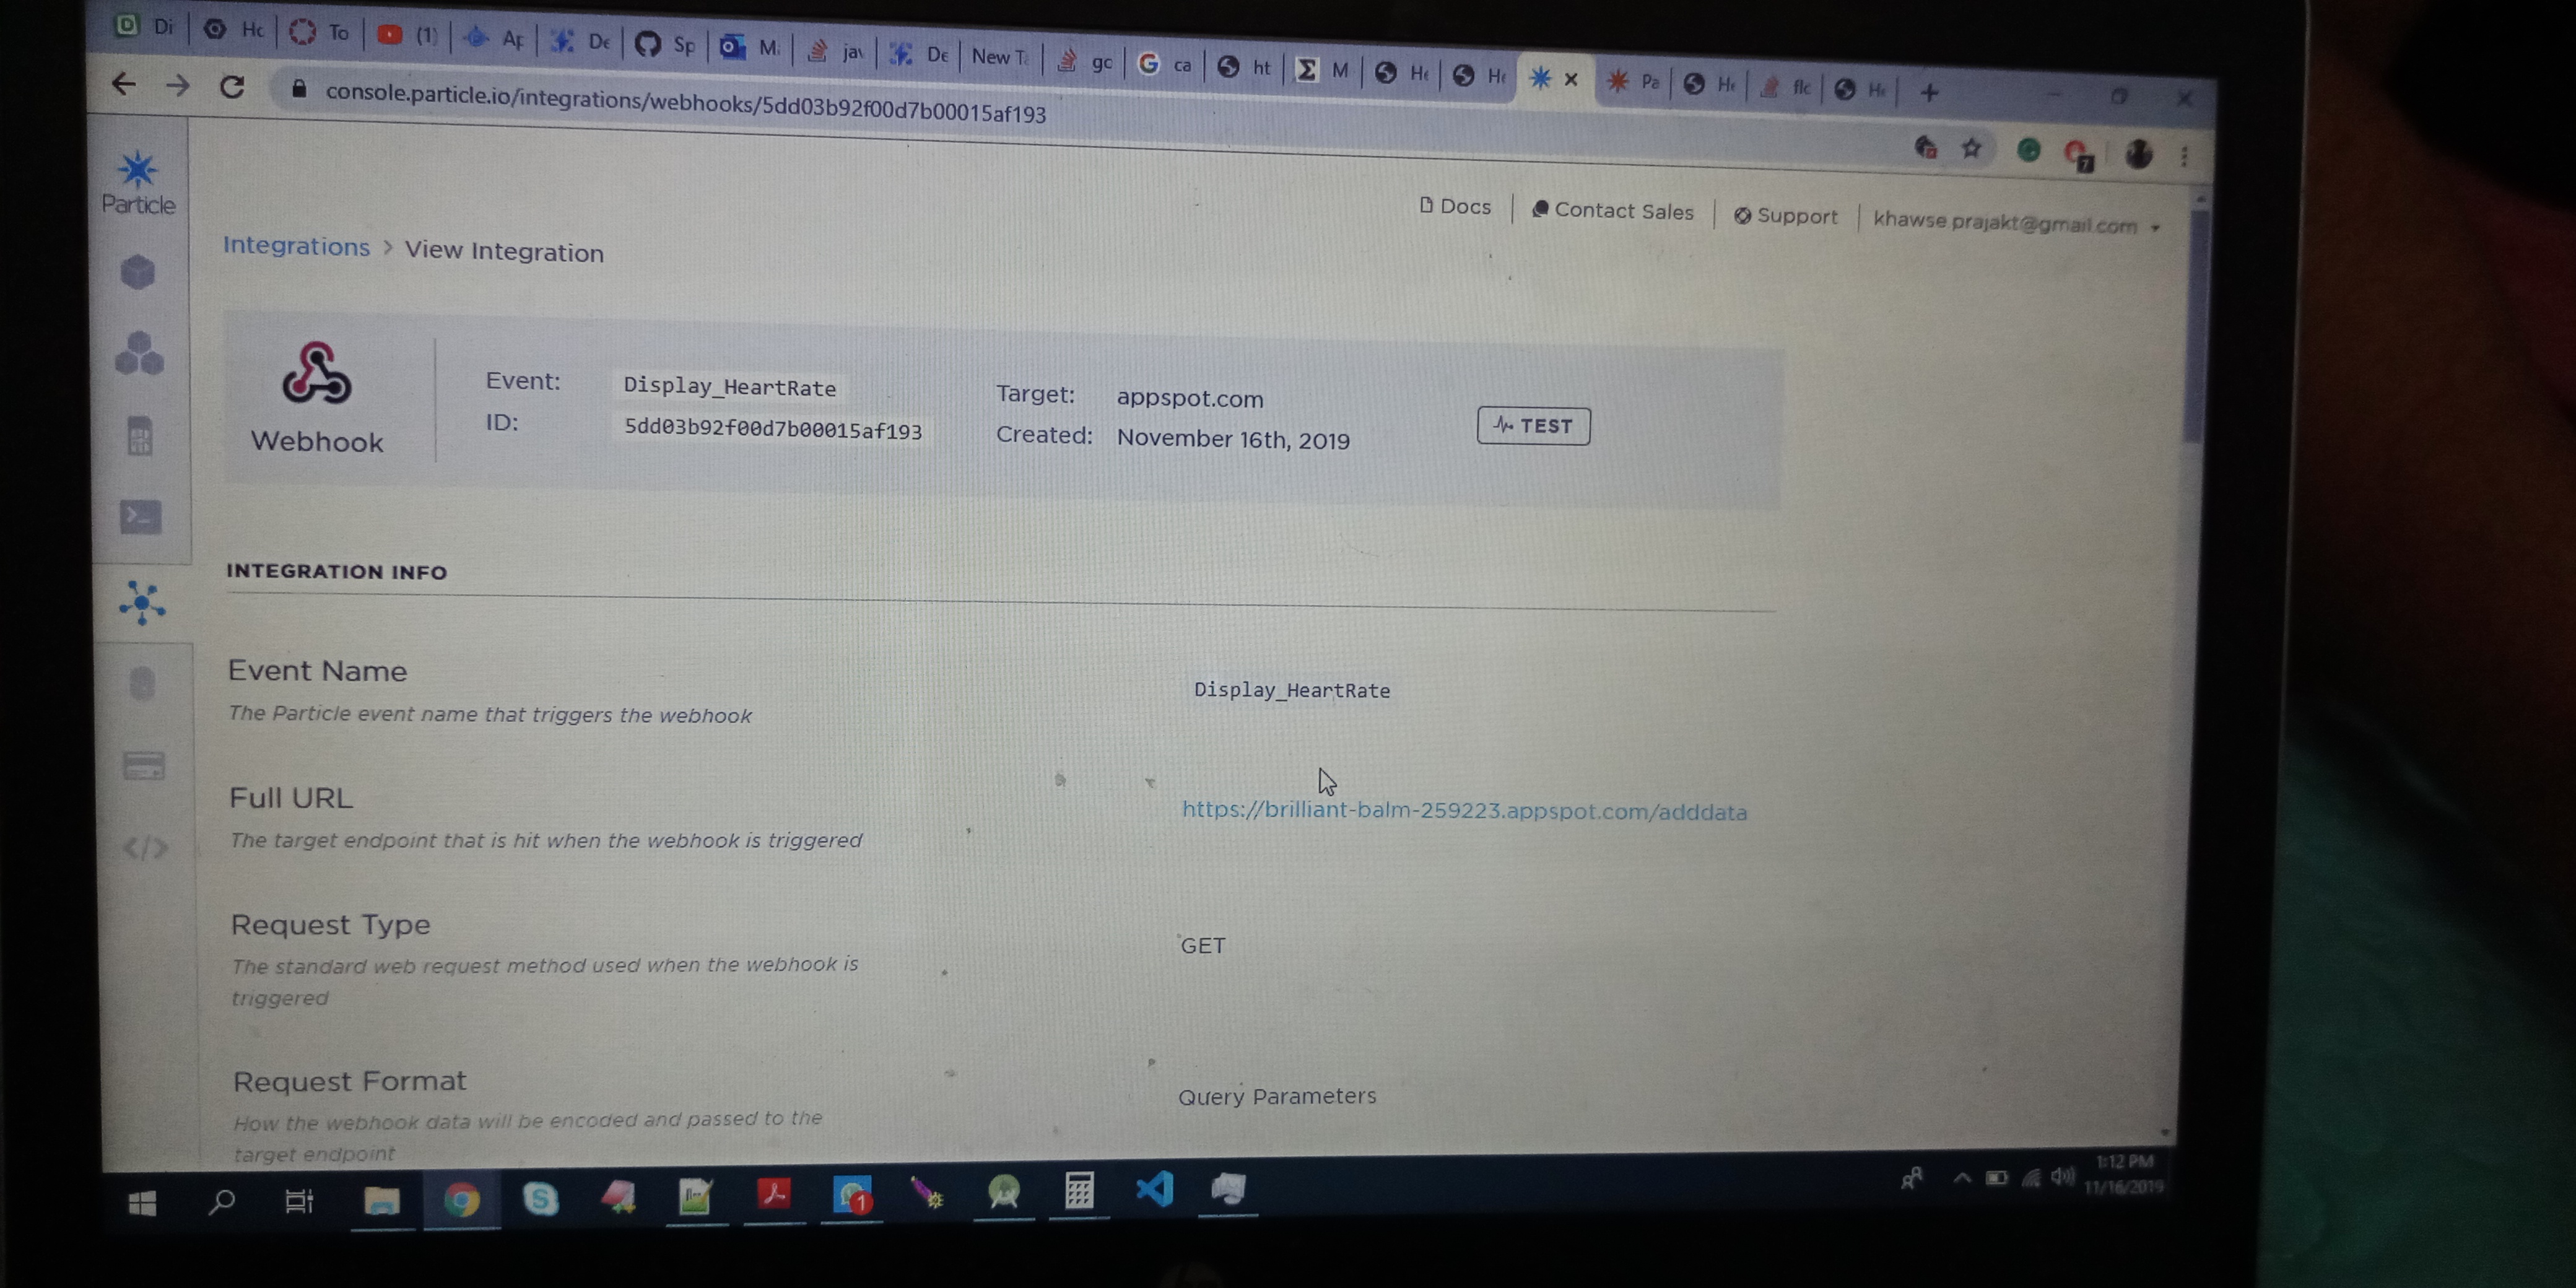 Di
Ho
To
(1)
Ap
De
Sp
M
jav
De
New T
go
ca
ht
M
He
He
Pa
He
flc
He
console.particle.io/integrations/webhooks/5dd03b92f00d7b00015af193
7
Particle
Docs
Contact Sales
Support
khawse.prajakt@gmail.com
Integrations > View Integration
Webhook
Event: Display_HeartRate
ID: 5dd03b92f00d7b00015af193
Target: appspot.com
Created: November 16th, 2019
TEST
INTEGRATION INFO
Event Name
The Particle event name that triggers the webhook
Display_HeartRate
Full URL
The target endpoint that is hit when the webhook is triggered
https://brilliant-balm-259223.appspot.com/adddata
Request Type
The standard web request method used when the webhook is
triggered
GET
Request Format
How the webhook data will be encoded and passed to the
target endpoint
Query Parameters
1
1:12 PM
11/16/2019